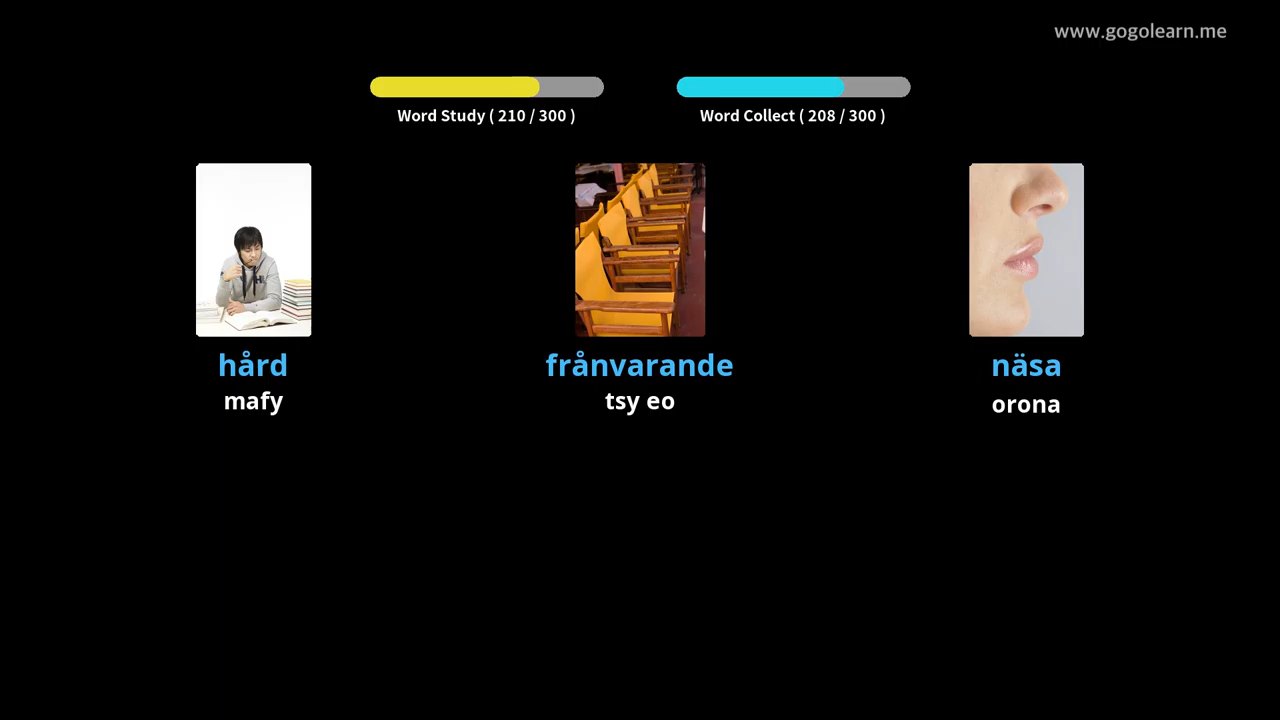 www.gogolearn.me
Word Study ( 210 / 300 )
Word Collect ( 208 / 300 )
hård
frånvarande
näsa
mafy
tsy eo
orona